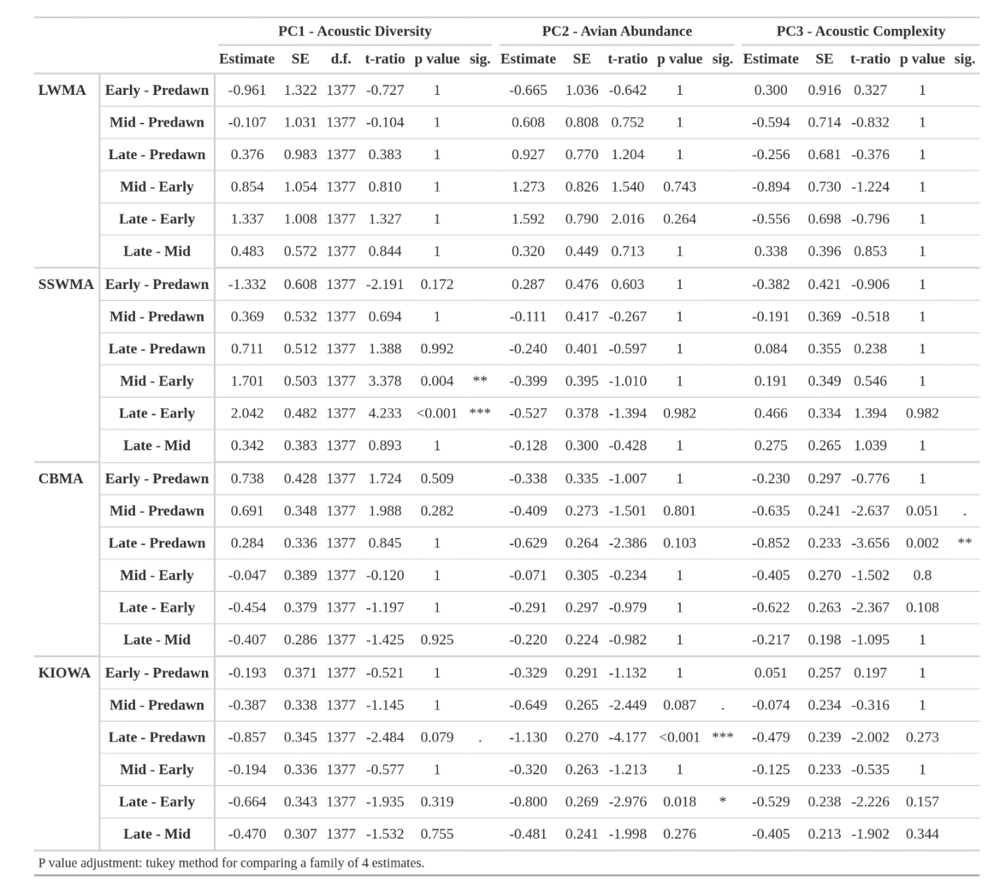 PC1 - Acoustic Diversity PC2 - Avian Abundance PC3 - Acoustic Complexity
Estimate SE d.f. t-ratio p value sig. Estimate SE t-ratio p value sig. Estimate SE t-ratio p value sig.
LWMA Early - Predawn -0.961 1.322 1377 -0.727 1 -0.665 1.036 -0.642 1 0.300 0.916 0.327 1
Mid - Predawn -0.107 1.031 1377 -0.104 1 0.608 0.808 0.752 1 -0.594 0.714 -0.832 1
Late - Predawn 0.376 0.983 1377 0.383 1 0.927 0.770 1.204 1 -0.256 0.681 -0.376 1
Mid - Early 0.854 1.054 1377 0.810 1 1.273 0.826 1.540 0.743 -0.894 0.730 -1.224 1
Late - Early 1.337 1.008 1377 1.327 1 1.592 0.790 2.016 0.264 -0.556 0.698 -0.796 1
Late - Mid 0.483 0.572 1377 0.844 1 0.320 0.449 0.713 1 0.338 0.396 0.853 1
SSWMA Early - Predawn -1.332 0.608 1377 -2.191 0.172 0.287 0.476 0.603 1 -0.382 0.421 -0.906 1
Mid - Predawn 0.369 0.532 1377 0.694 1 -0.111 0.417 -0.267 1 -0.191 0.369 -0.518 1
Late - Predawn 0.711 0.512 1377 1.388 0.992 -0.240 0.401 -0.597 1 0.084 0.355 0.238 1
Mid - Early 1.701 0.503 1377 3.378 0.004 ** -0.399 0.395 -1.010 1 0.191 0.349 0.546 1
Late - Early 2.042 0.482 1377 4.233 <0.001 *** -0.527 0.378 -1.394 0.982 0.466 0.334 1.394 0.982
Late - Mid 0.342 0.383 1377 0.893 1 -0.128 0.300 -0.428 1 0.275 0.265 1.039 1
CBMA Early - Predawn 0.738 0.428 1377 1.724 0.509 -0.338 0.335 -1.007 1 -0.230 0.297 -0.776 1
Mid - Predawn 0.691 0.348 1377 1.988 0.282 -0.409 0.273 -1.501 0.801 -0.635 0.241 -2.637 0.051 .
Late - Predawn 0.284 0.336 1377 0.845 1 -0.629 0.264 -2.386 0.103 -0.852 0.233 -3.656 0.002 **
Mid - Early -0.047 0.389 1377 -0.120 1 -0.071 0.305 -0.234 1 -0.405 0.270 -1.502 0.8
Late - Early -0.454 0.379 1377 -1.197 1 -0.291 0.297 -0.979 1 -0.622 0.263 -2.367 0.108
Late - Mid -0.407 0.286 1377 -1.425 0.925 -0.220 0.224 -0.982 1 -0.217 0.198 -1.095 1
KIOWA Early - Predawn -0.193 0.371 1377 -0.521 1 -0.329 0.291 -1.132 1 0.051 0.257 0.197 1
Mid - Predawn -0.387 0.338 1377 -1.145 1 -0.649 0.265 -2.449 0.087 . -0.074 0.234 -0.316 1
Late - Predawn -0.857 0.345 1377 -2.484 0.079 . -1.130 0.270 -4.177 <0.001 *** -0.479 0.239 -2.002 0.273
Mid - Early -0.194 0.336 1377 -0.577 1 -0.320 0.263 -1.213 1 -0.125 0.233 -0.535 1
Late - Early -0.664 0.343 1377 -1.935 0.319 -0.800 0.269 -2.976 0.018 * -0.529 0.238 -2.226 0.157
Late - Mid -0.470 0.307 1377 -1.532 0.755 -0.481 0.241 -1.998 0.276 -0.405 0.213 -1.902 0.344
P value adjustment: tukey method for comparing a family of 4 estimates.